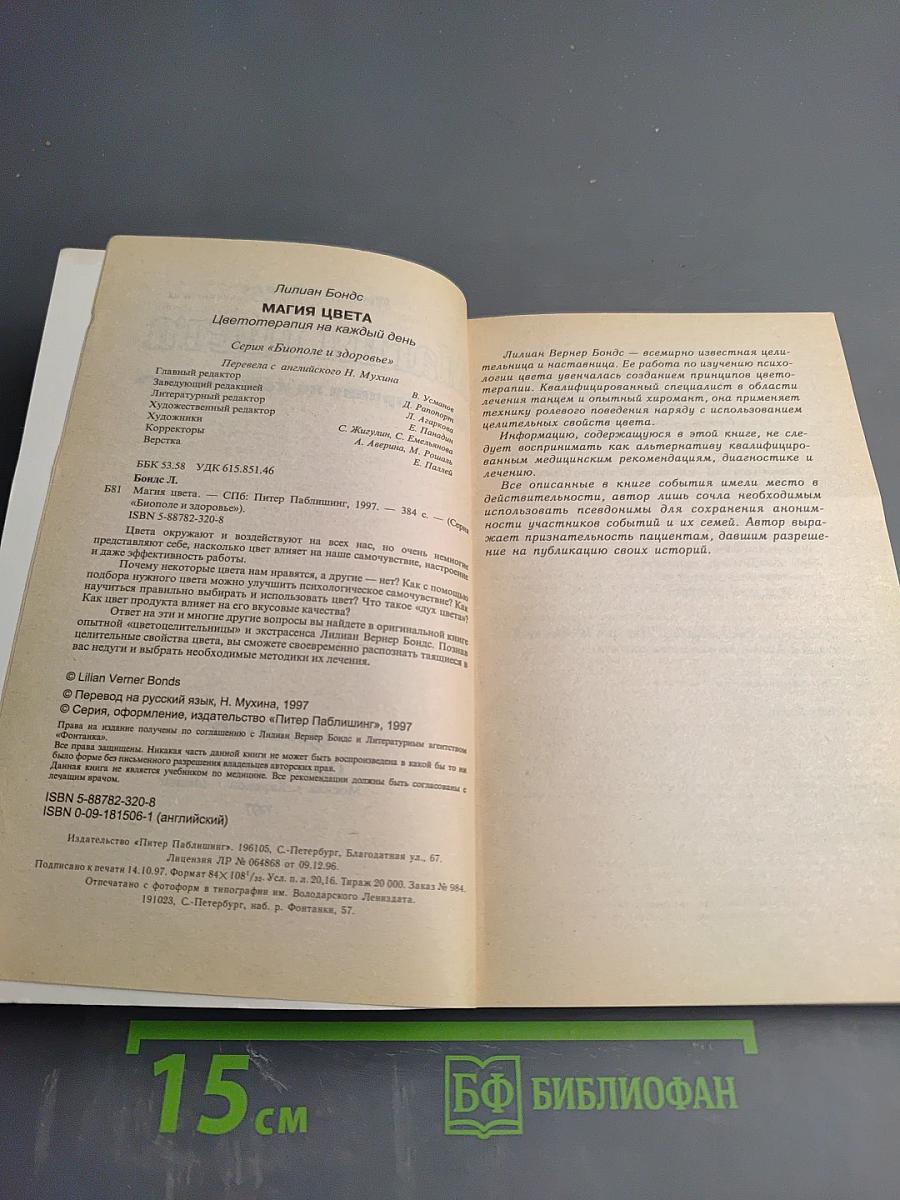 Лилиан Бондс
МАГИЯ ЦВЕТА
Цветотерапия на каждый день
Серия «Биополе и здоровье»
Перевела с английского Н. Мухина
Главный редактор В. Усманов
Заведующий редакцией Д. Рапопорт
Литературный редактор Л. Агаркова
Художественный редактор Е. Панадин
Художники С. Жигулин, С. Емельянова
Корректоры А. Аверина, М. Рошаль
Верстка Е. Паллей
ББК 53.58 УДК 615.851.46
Бондс Л.
Б81 Магия цвета. — СПб: Питер Паблишинг, 1997. — 384 с. — (Серия
«Биополе и здоровье»).
ISBN 5-88782-320-8
Цвета окружают и воздействуют на всех нас, но очень немногие
представляют себе, насколько цвет влияет на наше самочувствие, настроение
и даже эффективность работы.
Почему некоторые цвета нам нравятся, а другие — нет? Как с помощью
подбора нужного цвета можно улучшить психологическое самочувствие? Как
научиться правильно выбирать и использовать цвет? Что такое «дух цвета»?
Как цвет продукта влияет на его вкусовые качества?
Ответ на эти и многие другие вопросы вы найдете в оригинальной книге
опытной «цветоцелительницы» и экстрасенса Лилиан Вернер Бондс. Познав
целительные свойства цвета, вы сможете своевременно распознать таящиеся в
вас недуги и выбрать необходимые методики их лечения.
© Lilian Verner Bonds
© Перевод на русский язык, Н. Мухина, 1997
© Серия, оформление, издательство «Питер Паблишинг», 1997
Права на издание получены по соглашению с Лилиан Вернер Бондс и Литературным агентством
«Фонтанка».
Все права защищены. Никакая часть данной книги не может быть воспроизведена в какой бы то ни
было форме без письменного разрешения владельцев авторских прав.
Данная книга не является учебником по медицине. Все рекомендации должны быть согласованы с
лечащим врачом.
ISBN 5-88782-320-8
ISBN 0-09-181506-1 (английский)
Издательство «Питер Паблишинг». 196105, С.-Петербург, Благодатная ул., 67.
Лицензия ЛР № 064868 от 09.12.96.
Подписано к печати 14.10.97. Формат 84×108¹/₃₂. Усл. п. л. 20,16. Тираж 20 000. Заказ № 984.
Отпечатано с фотоформ в типографии им. Володарского Лениздата.
191023, С.-Петербург, наб. р. Фонтанки, 57.
Лилиан Вернер Бондс — всемирно известная цели-
тельница и наставница. Ее работа по изучению психо-
логии цвета увенчалась созданием принципов цвето-
терапии. Квалифицированный специалист в области
лечения танцем и опытный хиромант, она применяет
технику ролевого поведения наряду с использованием
целительных свойств цвета.
Информацию, содержащуюся в этой книге, не сле-
дует воспринимать как альтернативу квалифициро-
ванным медицинским рекомендациям, диагностике и
лечению.
Все описанные в книге события имели место в
действительности, автор лишь сочла необходимым
использовать псевдонимы для сохранения аноним-
ности участников событий и их семей. Автор выра-
жает признательность пациентам, давшим разреше-
ние на публикацию своих историй.
15 см
БФ БИБЛИОФАН